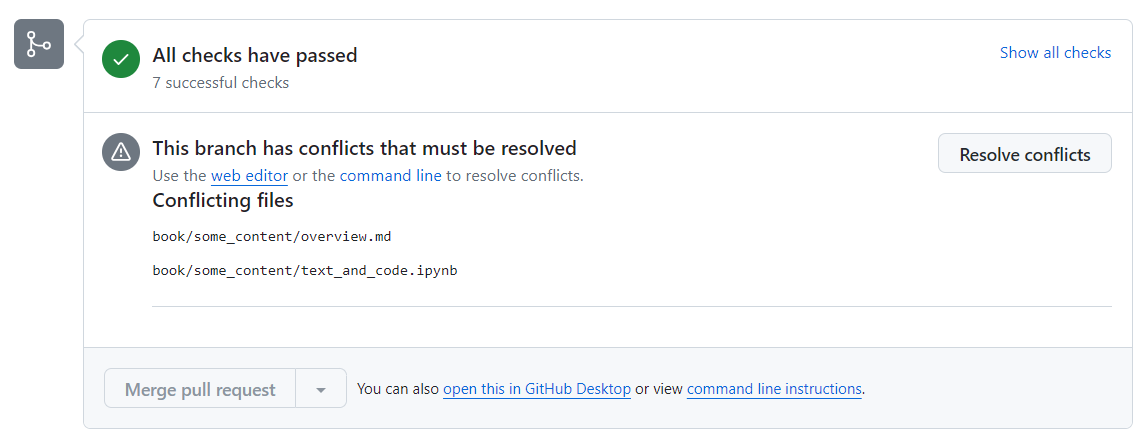 All checks have passed
Show all checks
7 successful checks
This branch has conflicts that must be resolved
Resolve conflicts
Use the web editor or the command line to resolve conflicts.
Conflicting files
book/some_content/overview.md
book/some_content/text_and_code.ipynb
Merge pull request
You can also open this in GitHub Desktop or view command line instructions.